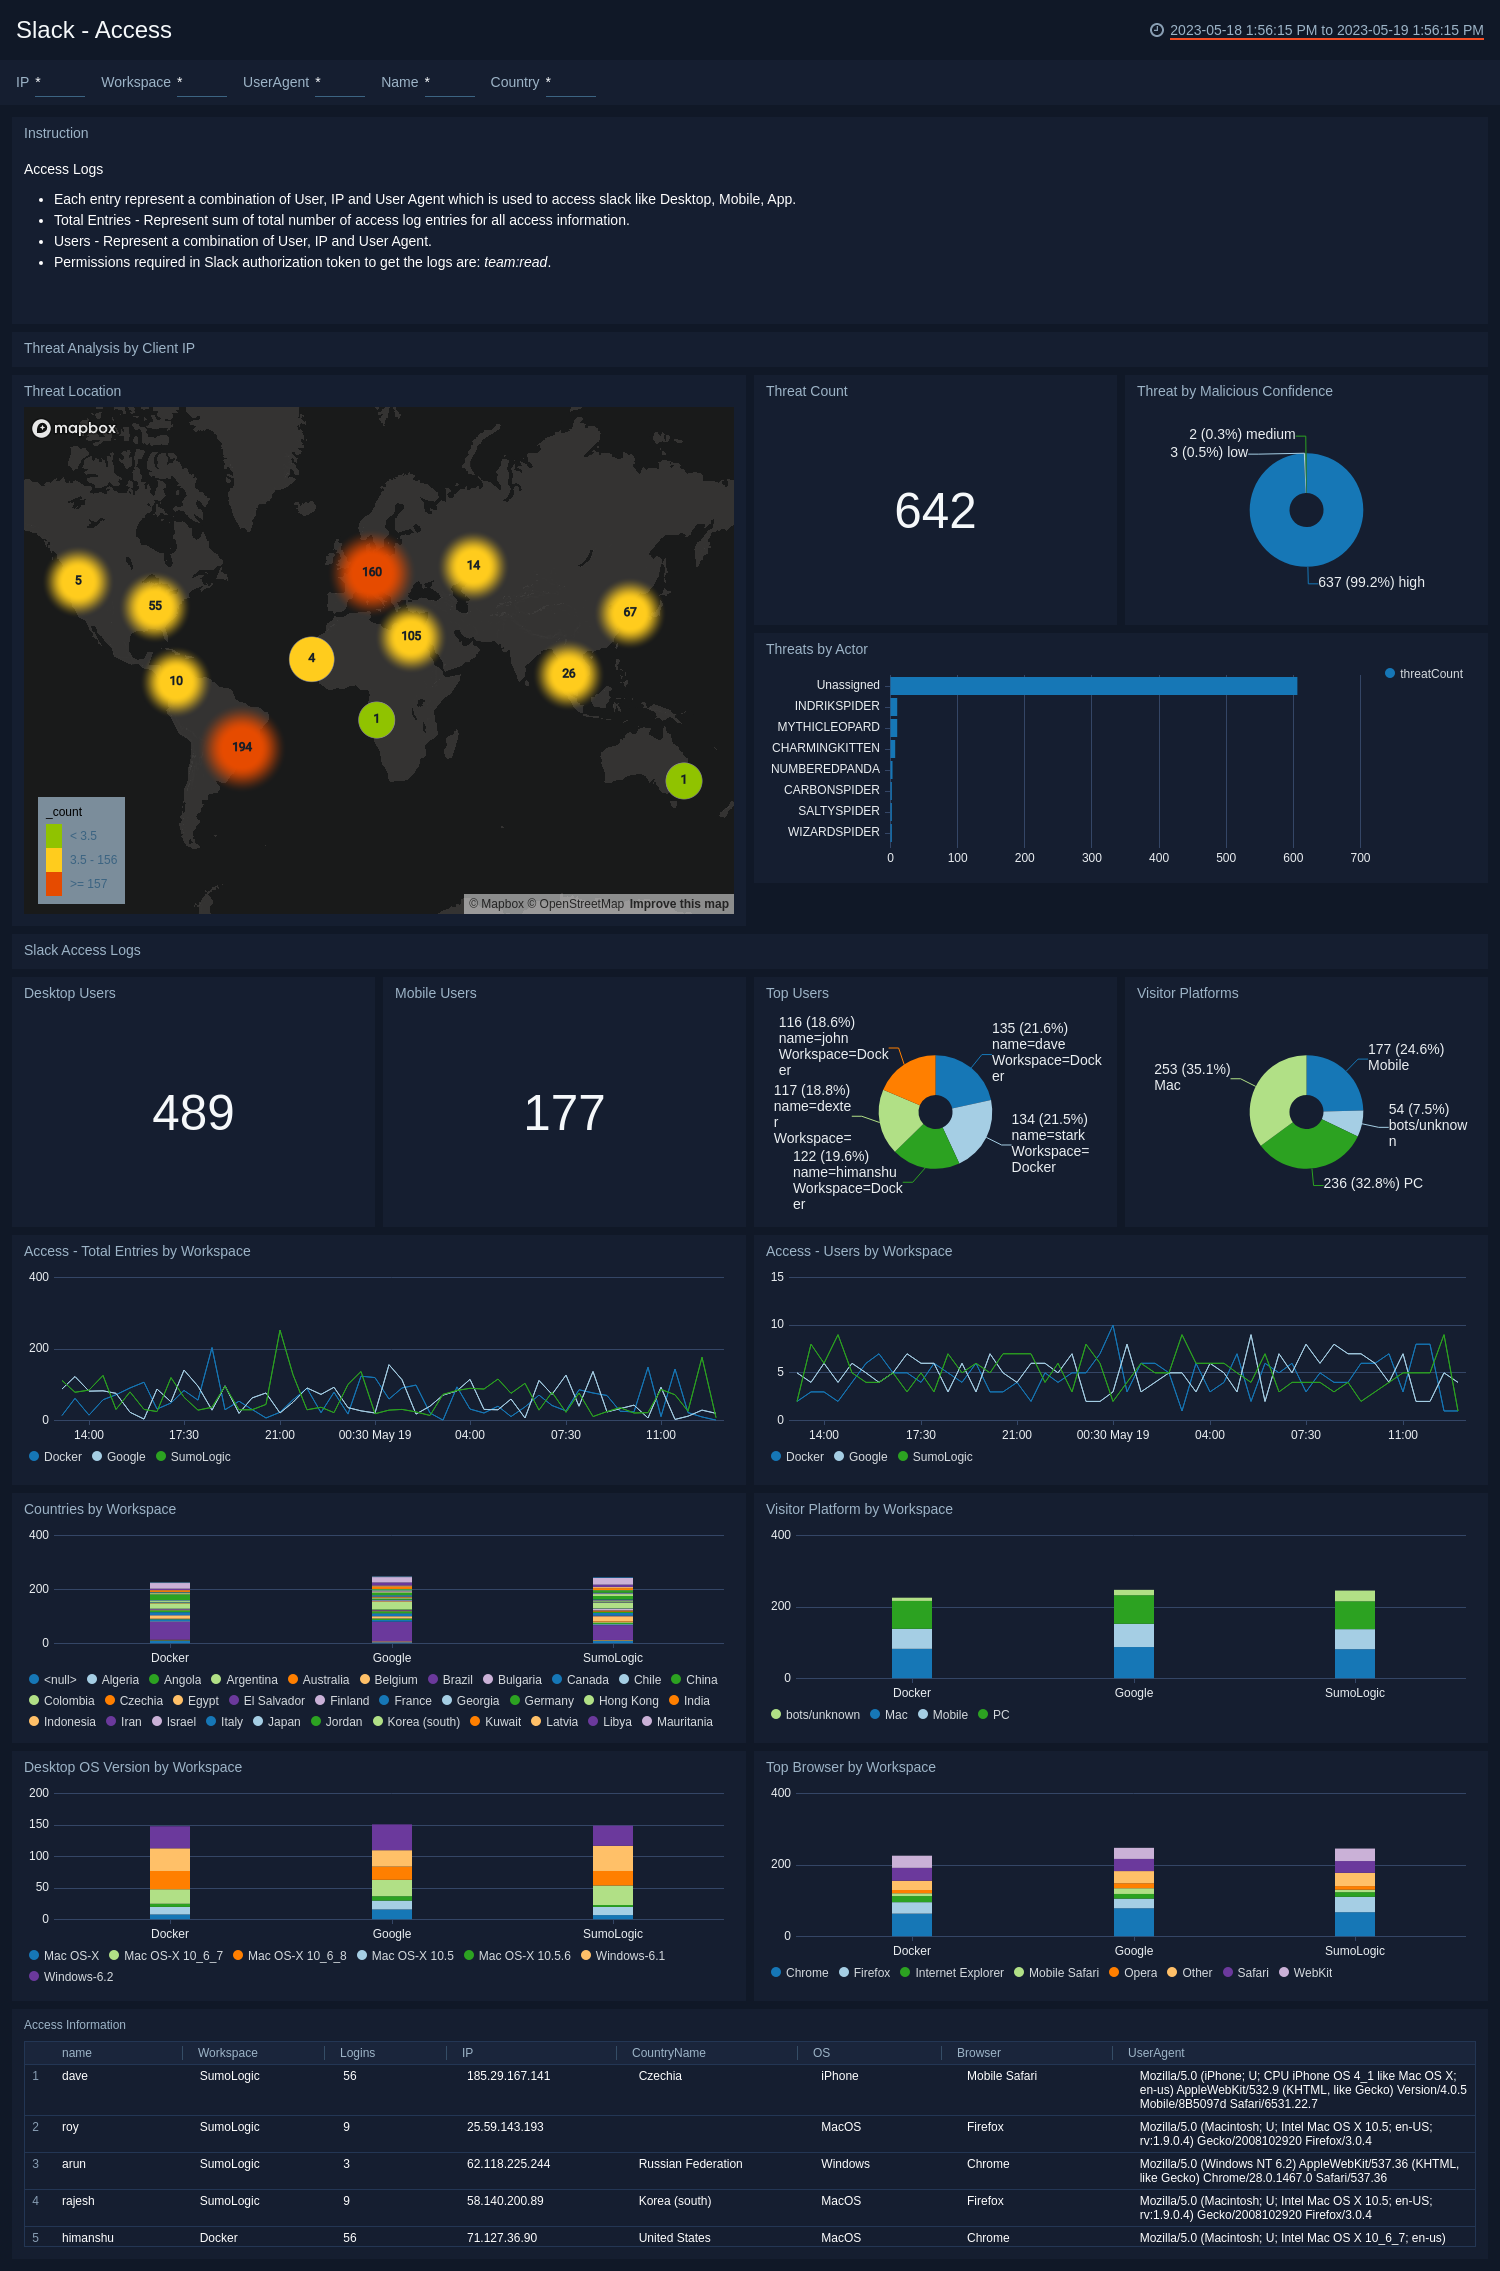 Slack - Access
2023-05-18 1:56:15 PM to 2023-05-19 1:56:15 PM
IP * Workspace * UserAgent * Name * Country *
Instruction
Access Logs
• Each entry represent a combination of User, IP and User Agent which is used to access slack like Desktop, Mobile, App.
• Total Entries - Represent sum of total number of access log entries for all access information.
• Users - Represent a combination of User, IP and User Agent.
• Permissions required in Slack authorization token to get the logs are: team:read.
Threat Analysis by Client IP
Threat Location
mapbox
5
55
10
194
160
4
1
105
14
67
26
1
_count
< 3.5
3.5 - 156
>= 157
© Mapbox © OpenStreetMap Improve this map
Threat Count
642
Threat by Malicious Confidence
2 (0.3%) medium
3 (0.5%) low
637 (99.2%) high
Threats by Actor
threatCount
Unassigned
INDRIKSPIDER
MYTHICLEOPARD
CHARMINGKITTEN
NUMBEREDPANDA
CARBONSPIDER
SALTYSPIDER
WIZARDSPIDER
0 100 200 300 400 500 600 700
Slack Access Logs
Desktop Users
489
Mobile Users
177
Top Users
116 (18.6%)
name=john
Workspace=Dock
er
117 (18.8%)
name=dexte
r
Workspace=
122 (19.6%)
name=himanshu
Workspace=Dock
er
135 (21.6%)
name=dave
Workspace=Dock
er
134 (21.5%)
name=stark
Workspace=
Docker
Visitor Platforms
253 (35.1%)
Mac
177 (24.6%)
Mobile
54 (7.5%)
bots/unknow
n
236 (32.8%) PC
Access - Total Entries by Workspace
400
200
0
14:00 17:30 21:00 00:30 May 19 04:00 07:30 11:00
Docker Google SumoLogic
Access - Users by Workspace
15
10
5
0
14:00 17:30 21:00 00:30 May 19 04:00 07:30 11:00
Docker Google SumoLogic
Countries by Workspace
400
200
0
Docker Google SumoLogic
<null> Algeria Angola Argentina Australia Belgium Brazil Bulgaria Canada Chile China
Colombia Czechia Egypt El Salvador Finland France Georgia Germany Hong Kong India
Indonesia Iran Israel Italy Japan Jordan Korea (south) Kuwait Latvia Libya Mauritania
Visitor Platform by Workspace
400
200
0
Docker Google SumoLogic
bots/unknown Mac Mobile PC
Desktop OS Version by Workspace
200
150
100
50
0
Docker Google SumoLogic
Mac OS-X Mac OS-X 10_6_7 Mac OS-X 10_6_8 Mac OS-X 10.5 Mac OS-X 10.5.6 Windows-6.1
Windows-6.2
Top Browser by Workspace
400
200
0
Docker Google SumoLogic
Chrome Firefox Internet Explorer Mobile Safari Opera Other Safari WebKit
Access Information
name Workspace Logins IP CountryName OS Browser UserAgent
1 dave SumoLogic 56 185.29.167.141 Czechia iPhone Mobile Safari Mozilla/5.0 (iPhone; U; CPU iPhone OS 4_1 like Mac OS X;
en-us) AppleWebKit/532.9 (KHTML, like Gecko) Version/4.0.5
Mobile/8B5097d Safari/6531.22.7
2 roy SumoLogic 9 25.59.143.193 MacOS Firefox Mozilla/5.0 (Macintosh; U; Intel Mac OS X 10.5; en-US;
rv:1.9.0.4) Gecko/2008102920 Firefox/3.0.4
3 arun SumoLogic 3 62.118.225.244 Russian Federation Windows Chrome Mozilla/5.0 (Windows NT 6.2) AppleWebKit/537.36 (KHTML,
like Gecko) Chrome/28.0.1467.0 Safari/537.36
4 rajesh SumoLogic 9 58.140.200.89 Korea (south) MacOS Firefox Mozilla/5.0 (Macintosh; U; Intel Mac OS X 10.5; en-US;
rv:1.9.0.4) Gecko/2008102920 Firefox/3.0.4
5 himanshu Docker 56 71.127.36.90 United States MacOS Chrome Mozilla/5.0 (Macintosh; U; Intel Mac OS X 10_6_7; en-us)